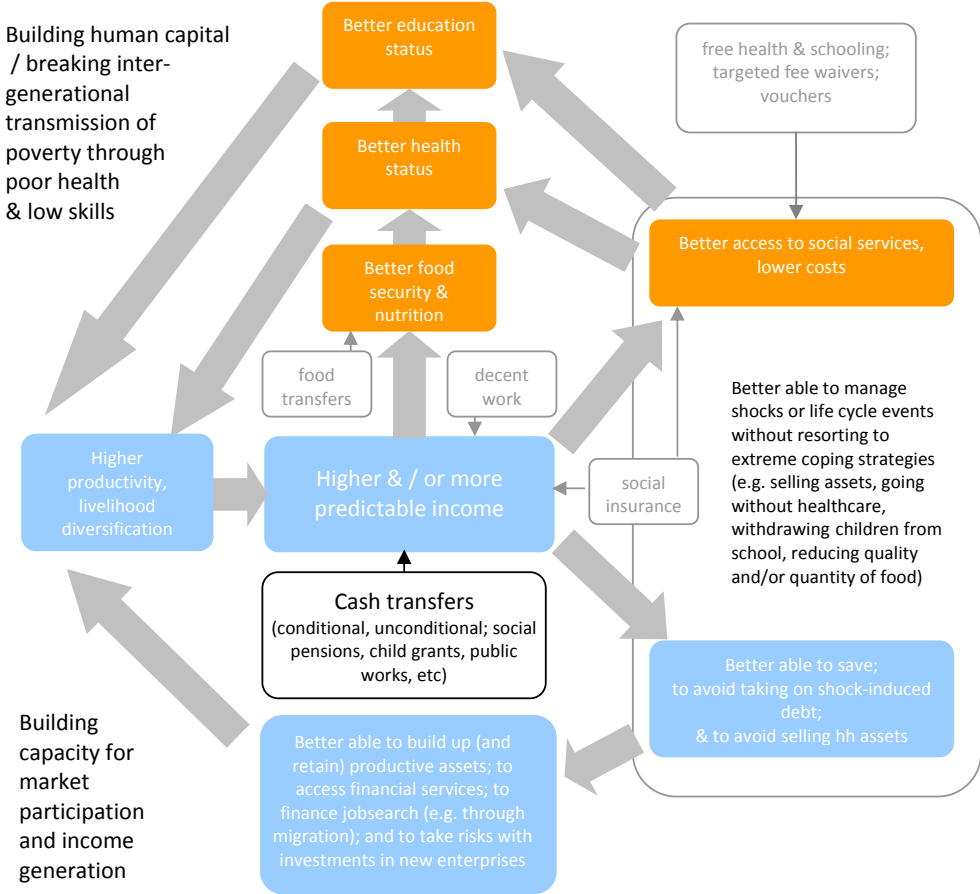 Building human capital
/ breaking inter-
generational
transmission of
poverty through
poor health
& low skills
Better education
status
free health & schooling;
targeted fee waivers;
vouchers
Better health
status
Better access to social services,
lower costs
Better food
security &
nutrition
food
transfers
decent
work
Better able to manage
shocks or life cycle events
without resorting to
extreme coping strategies
(e.g. selling assets, going
without healthcare,
withdrawing children from
school, reducing quality
and/or quantity of food)
Higher
productivity,
livelihood
diversification
Higher & / or more
predictable income
social
insurance
Cash transfers
(conditional, unconditional; social
pensions, child grants, public
works, etc)
Better able to save;
to avoid taking on shock-induced
debt;
& to avoid selling hh assets
Building
capacity for
market
participation
and income
generation
Better able to build up (and
retain) productive assets; to
access financial services; to
finance jobsearch (e.g. through
migration); and to take risks with
investments in new enterprises